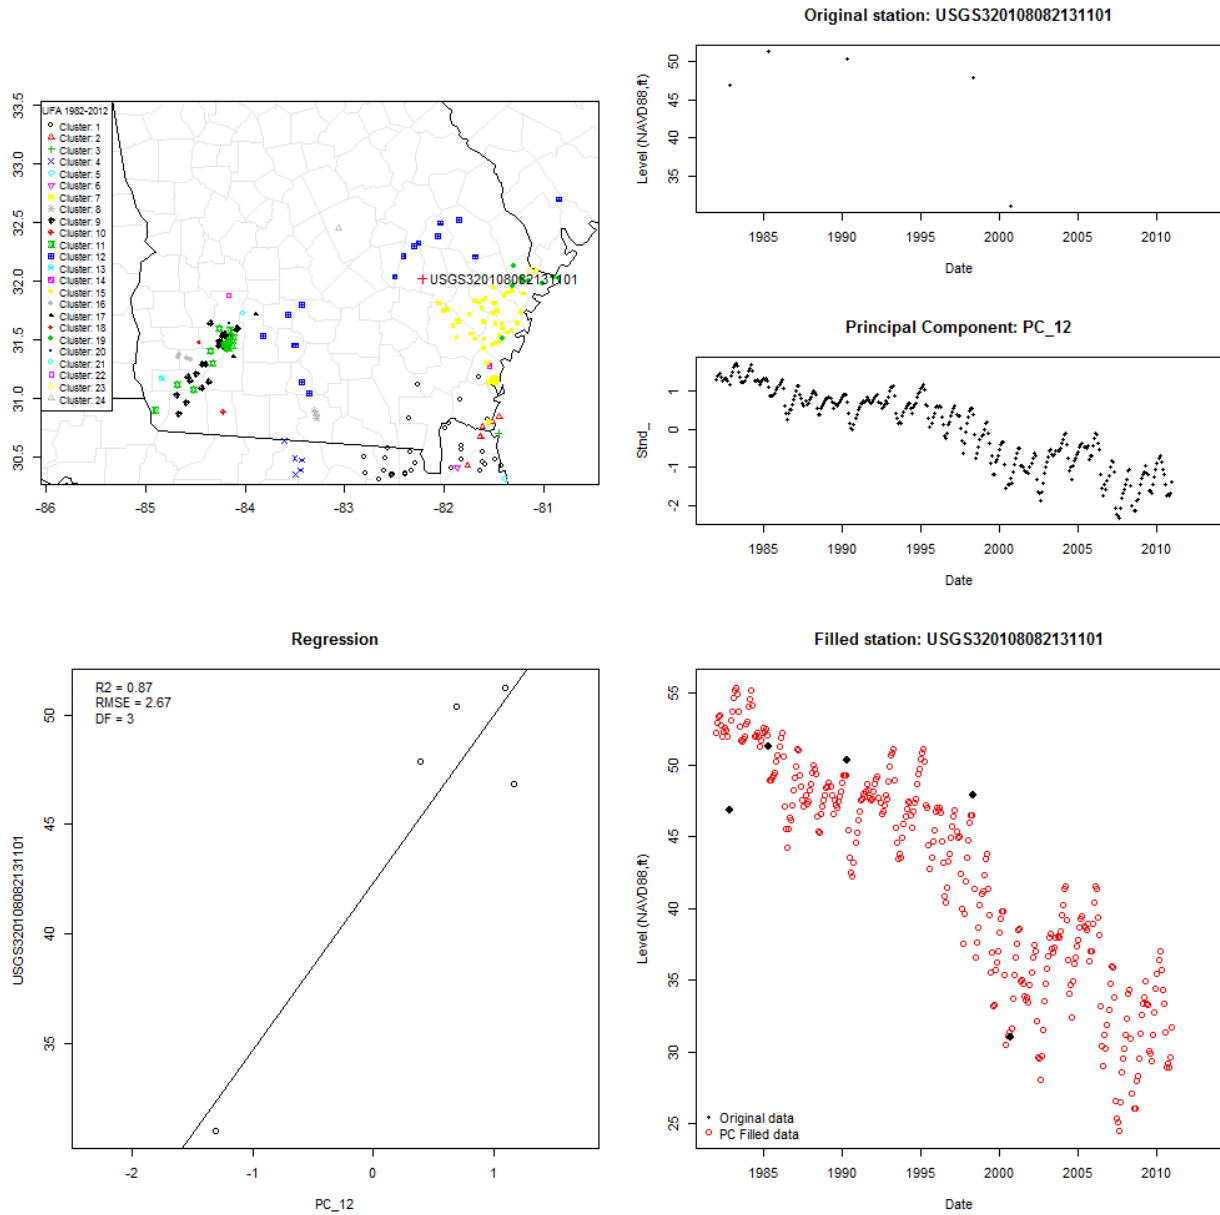 Original station: USGS320108082131101
UFA 1982-2012
Cluster: 1
Cluster: 2
Cluster: 3
Cluster: 4
Cluster: 5
Cluster: 6
Cluster: 7
Cluster: 8
Cluster: 9
Cluster: 10
Cluster: 11
Cluster: 12
Cluster: 13
Cluster: 14
Cluster: 15
Cluster: 16
Cluster: 17
Cluster: 18
Cluster: 19
Cluster: 20
Cluster: 21
Cluster: 22
Cluster: 23
Cluster: 24
USGS320108082131101
33.5
33.0
32.5
32.0
31.5
31.0
30.5
-86 -85 -84 -83 -82 -81
Level (NAVD88,ft)
50
45
40
35
1985 1990 1995 2000 2005 2010
Date
Principal Component: PC_12
Stnd_
1
0
-1
-2
1985 1990 1995 2000 2005 2010
Date
Regression
R2 = 0.87
RMSE = 2.67
DF = 3
USGS320108082131101
50
45
40
35
-2 -1 0 1
PC_12
Filled station: USGS320108082131101
Level (NAVD88,ft)
55
50
45
40
35
30
25
Original data
PC Filled data
1985 1990 1995 2000 2005 2010
Date